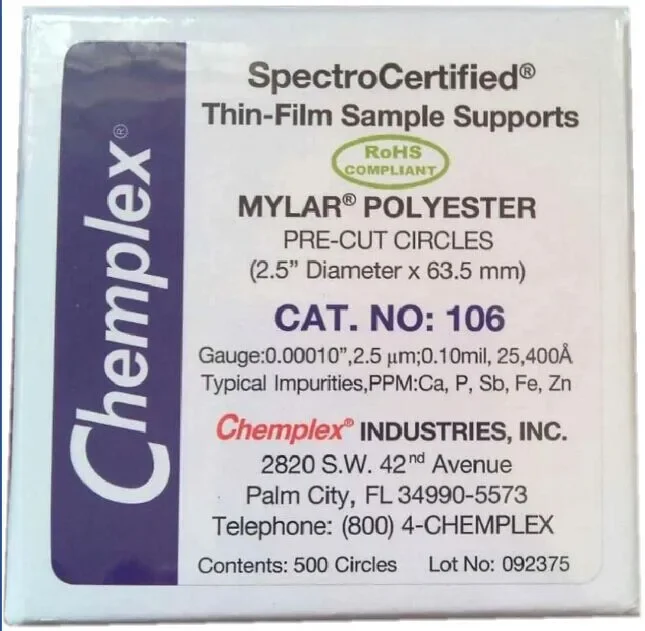 Chemplex®
SpectroCertified®
Thin-Film Sample Supports
RoHS
COMPLIANT
MYLAR® POLYESTER
PRE-CUT CIRCLES
(2.5” Diameter x 63.5 mm)
CAT. NO: 106
Gauge:0.00010”,2.5 µm;0.10mil, 25,400Å
Typical Impurities,PPM:Ca, P, Sb, Fe, Zn
Chemplex® INDUSTRIES, INC.
2820 S.W. 42nd Avenue
Palm City, FL 34990-5573
Telephone: (800) 4-CHEMPLEX
Contents: 500 Circles Lot No: 092375